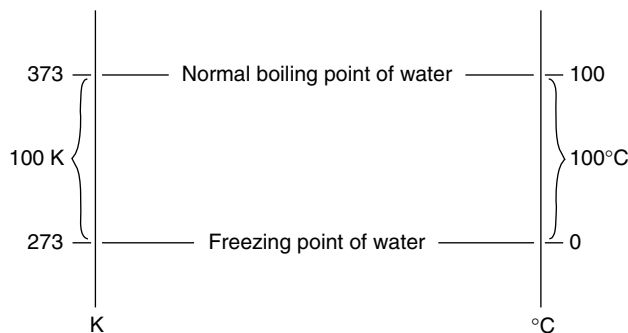 373 Normal boiling point of water 100
100 K 100°C
273 Freezing point of water 0
K °C